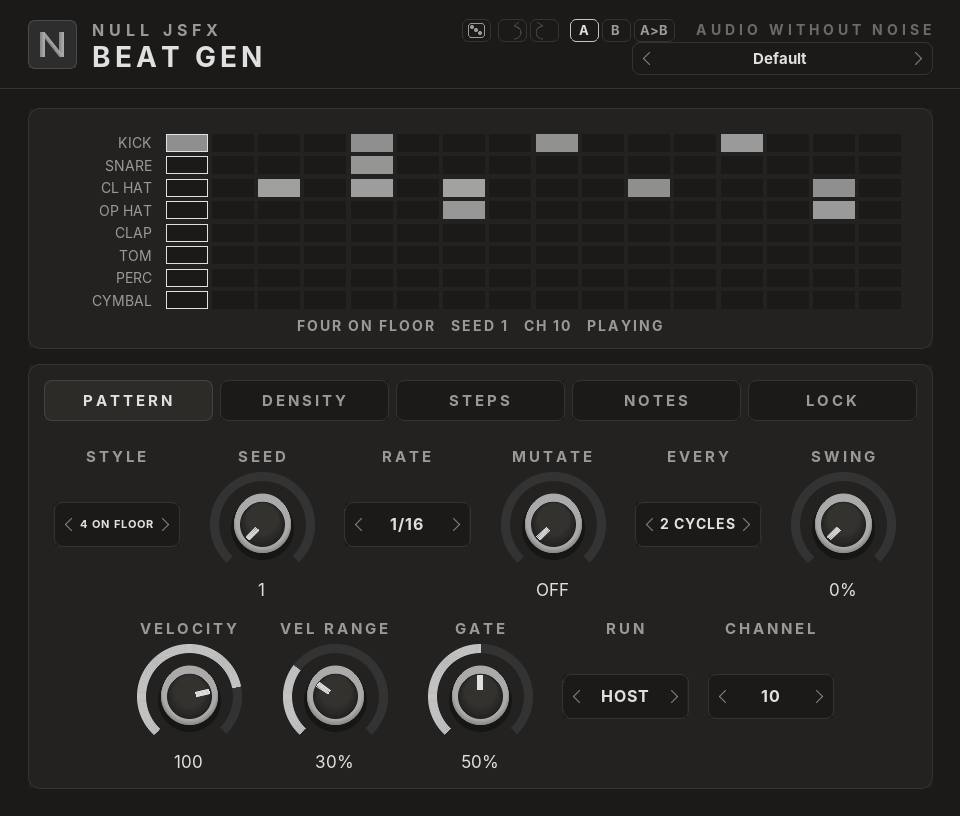 N
NULL JSFX
BEAT GEN
A B A>B
AUDIO WITHOUT NOISE
Default
KICK
SNARE
CL HAT
OP HAT
CLAP
TOM
PERC
CYMBAL
FOUR ON FLOOR SEED 1 CH 10 PLAYING
PATTERN DENSITY STEPS NOTES LOCK
STYLE SEED RATE MUTATE EVERY SWING
4 ON FLOOR 1/16 2 CYCLES
1 OFF 0%
VELOCITY VEL RANGE GATE RUN CHANNEL
HOST 10
100 30% 50%